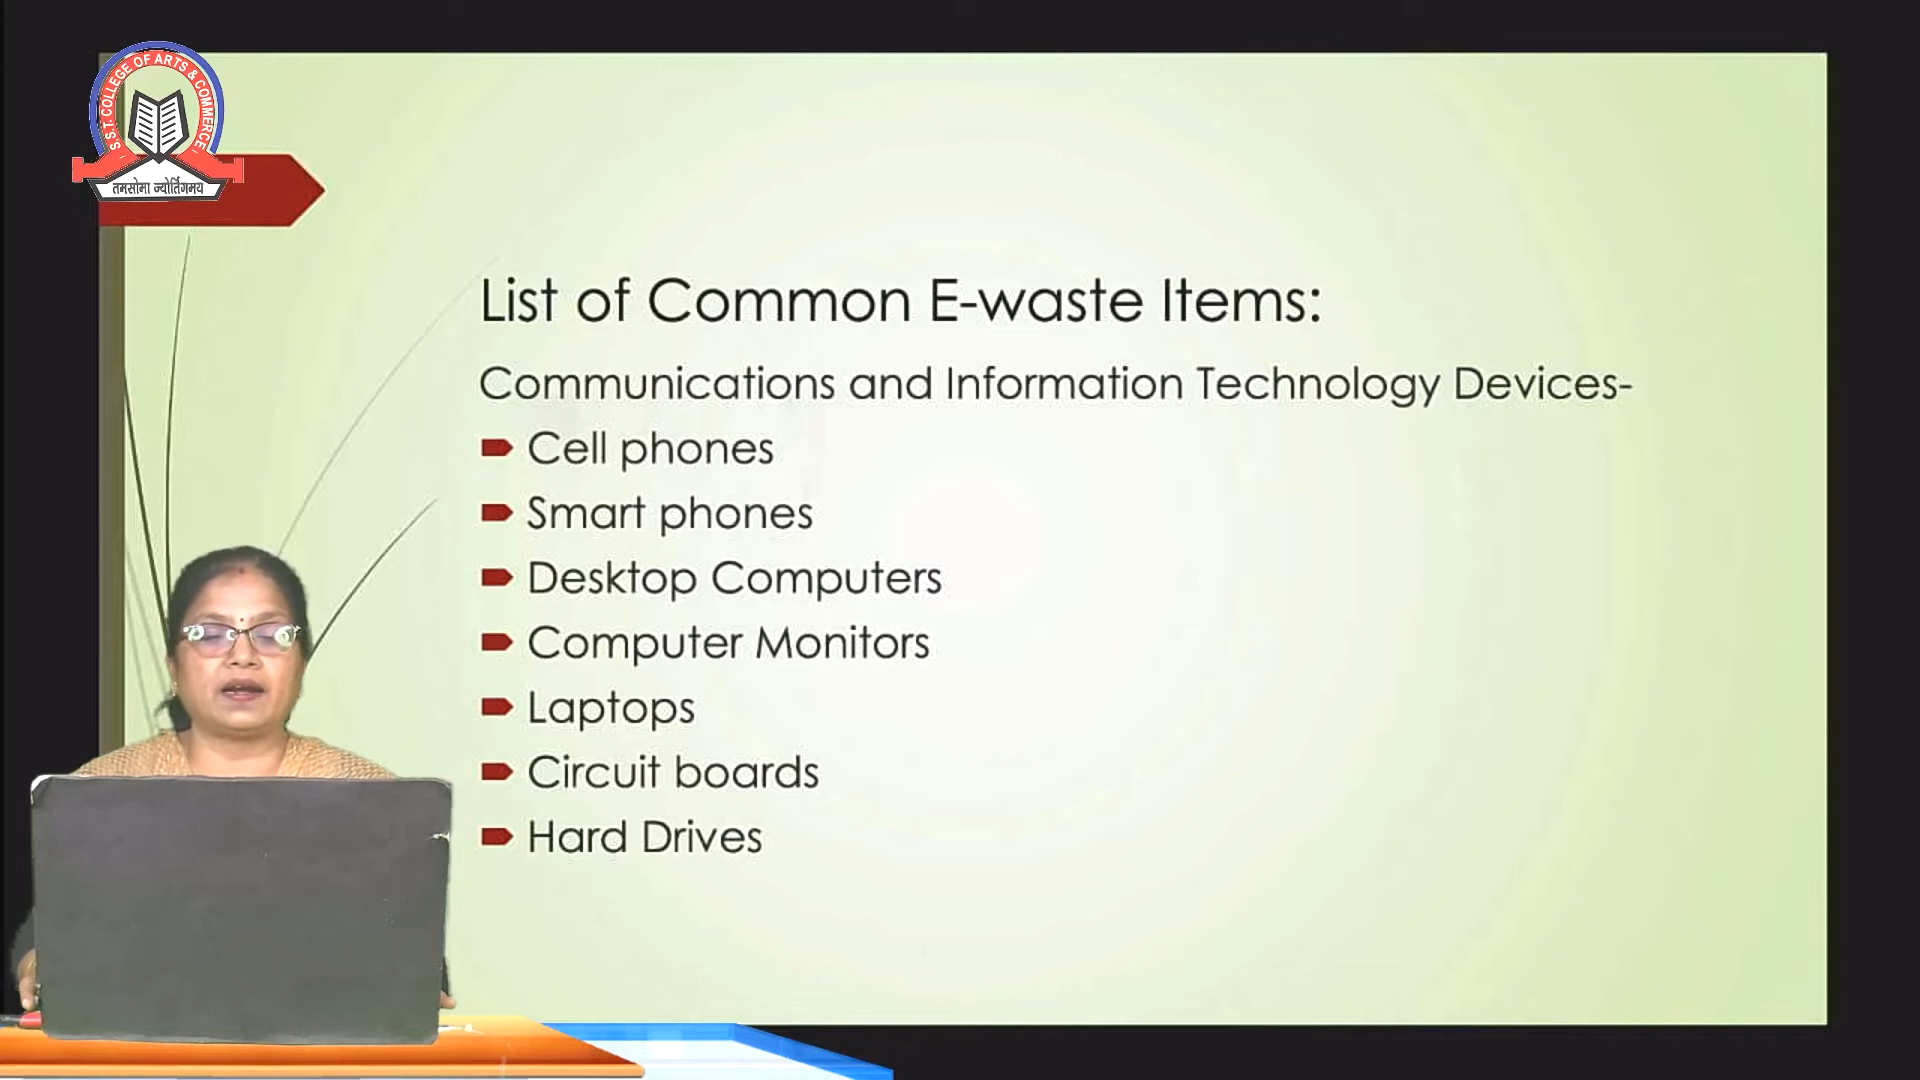 S.S.T. COLLEGE OF ARTS & COMMERCE
तमसोमा ज्योर्तिगमय
List of Common E-waste Items:
Communications and Information Technology Devices-
Cell phones
Smart phones
Desktop Computers
Computer Monitors
Laptops
Circuit boards
Hard Drives